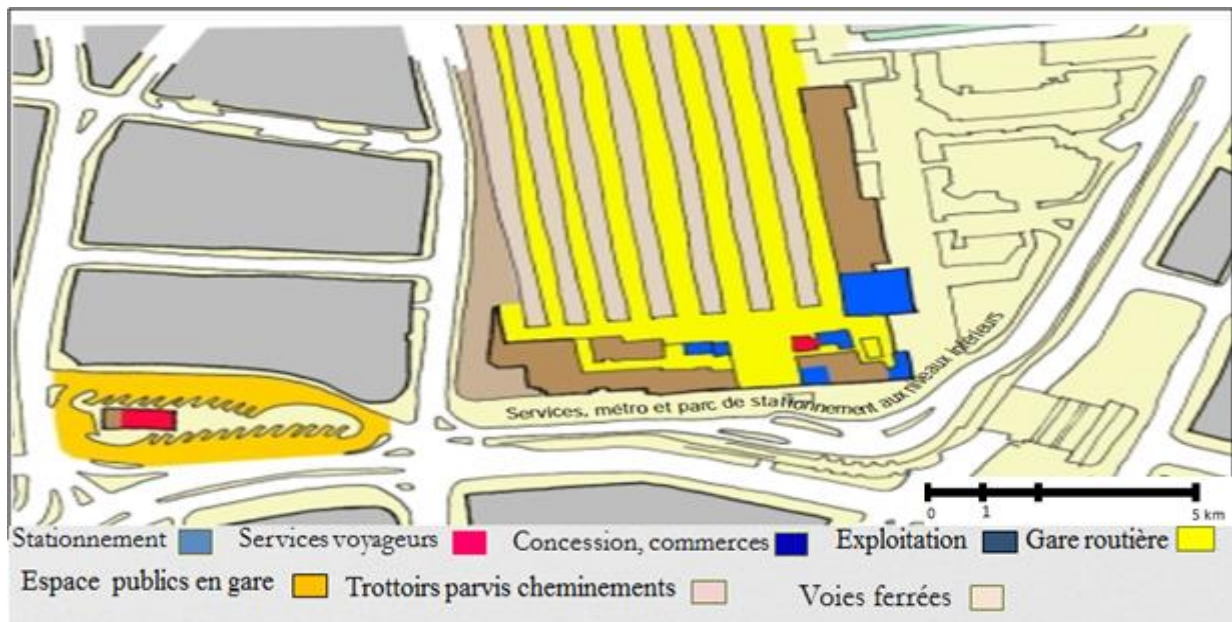 Services, métro et parc de stationnement aux niveaux inférieurs
0 1 5 km
Stationnement Services voyageurs Concession, commerces Exploitation Gare routière
Espace publics en gare Trottoirs parvis cheminements Voies ferrées